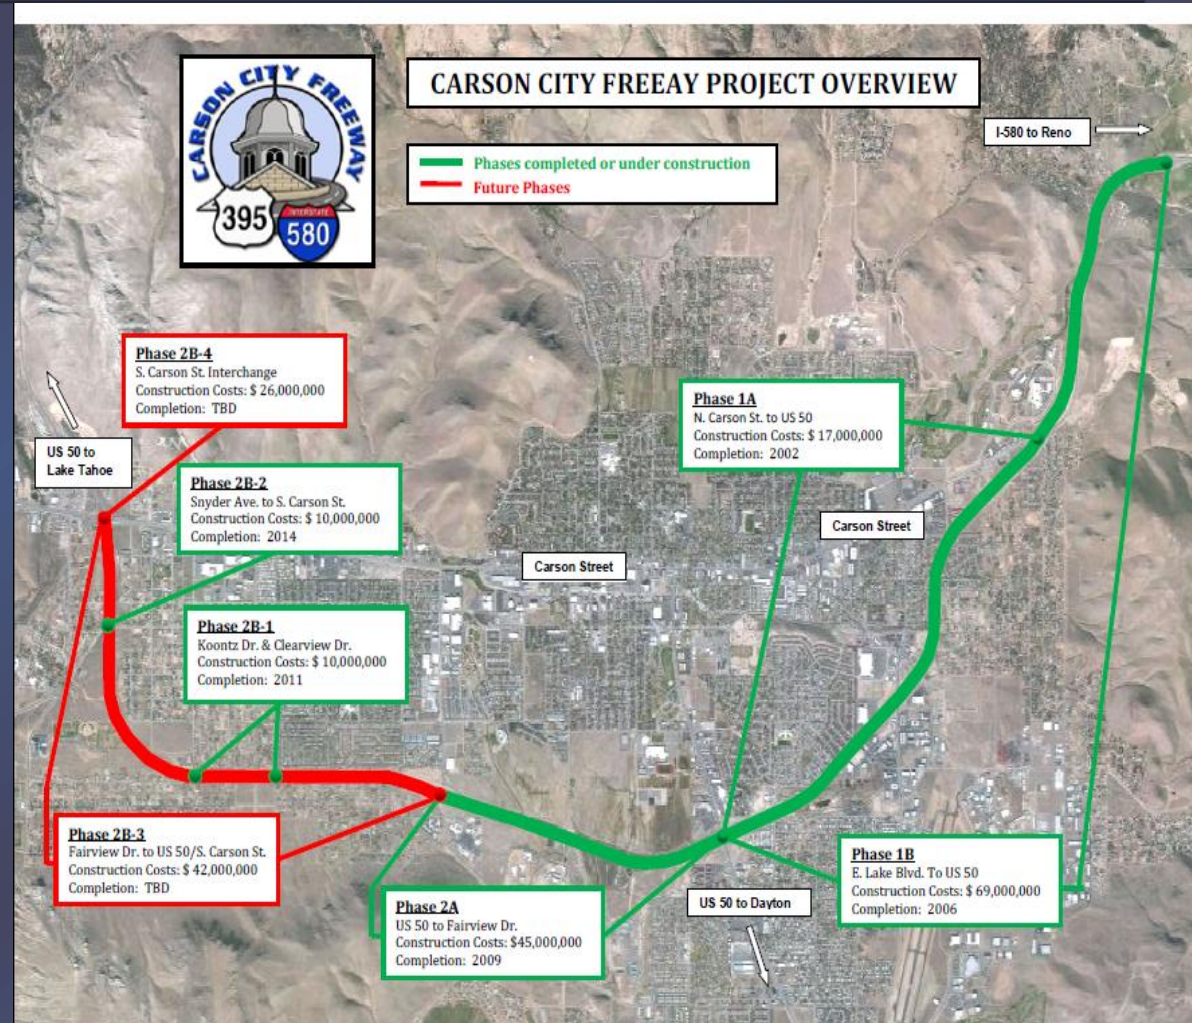 CARSON CITY FREEWAY
395
INTERSTATE
580
CARSON CITY FREEAY PROJECT OVERVIEW
Phases completed or under construction
Future Phases
I-580 to Reno
Phase 2B-4
S. Carson St. Interchange
Construction Costs: $ 26,000,000
Completion: TBD
US 50 to
Lake Tahoe
Phase 2B-2
Snyder Ave. to S. Carson St.
Construction Costs: $ 10,000,000
Completion: 2014
Phase 1A
N. Carson St. to US 50
Construction Costs: $ 17,000,000
Completion: 2002
Carson Street
Carson Street
Phase 2B-1
Koontz Dr. & Clearview Dr.
Construction Costs: $ 10,000,000
Completion: 2011
Phase 2B-3
Fairview Dr. to US 50/S. Carson St.
Construction Costs: $ 42,000,000
Completion: TBD
Phase 2A
US 50 to Fairview Dr.
Construction Costs: $45,000,000
Completion: 2009
US 50 to Dayton
Phase 1B
E. Lake Blvd. To US 50
Construction Costs: $ 69,000,000
Completion: 2006